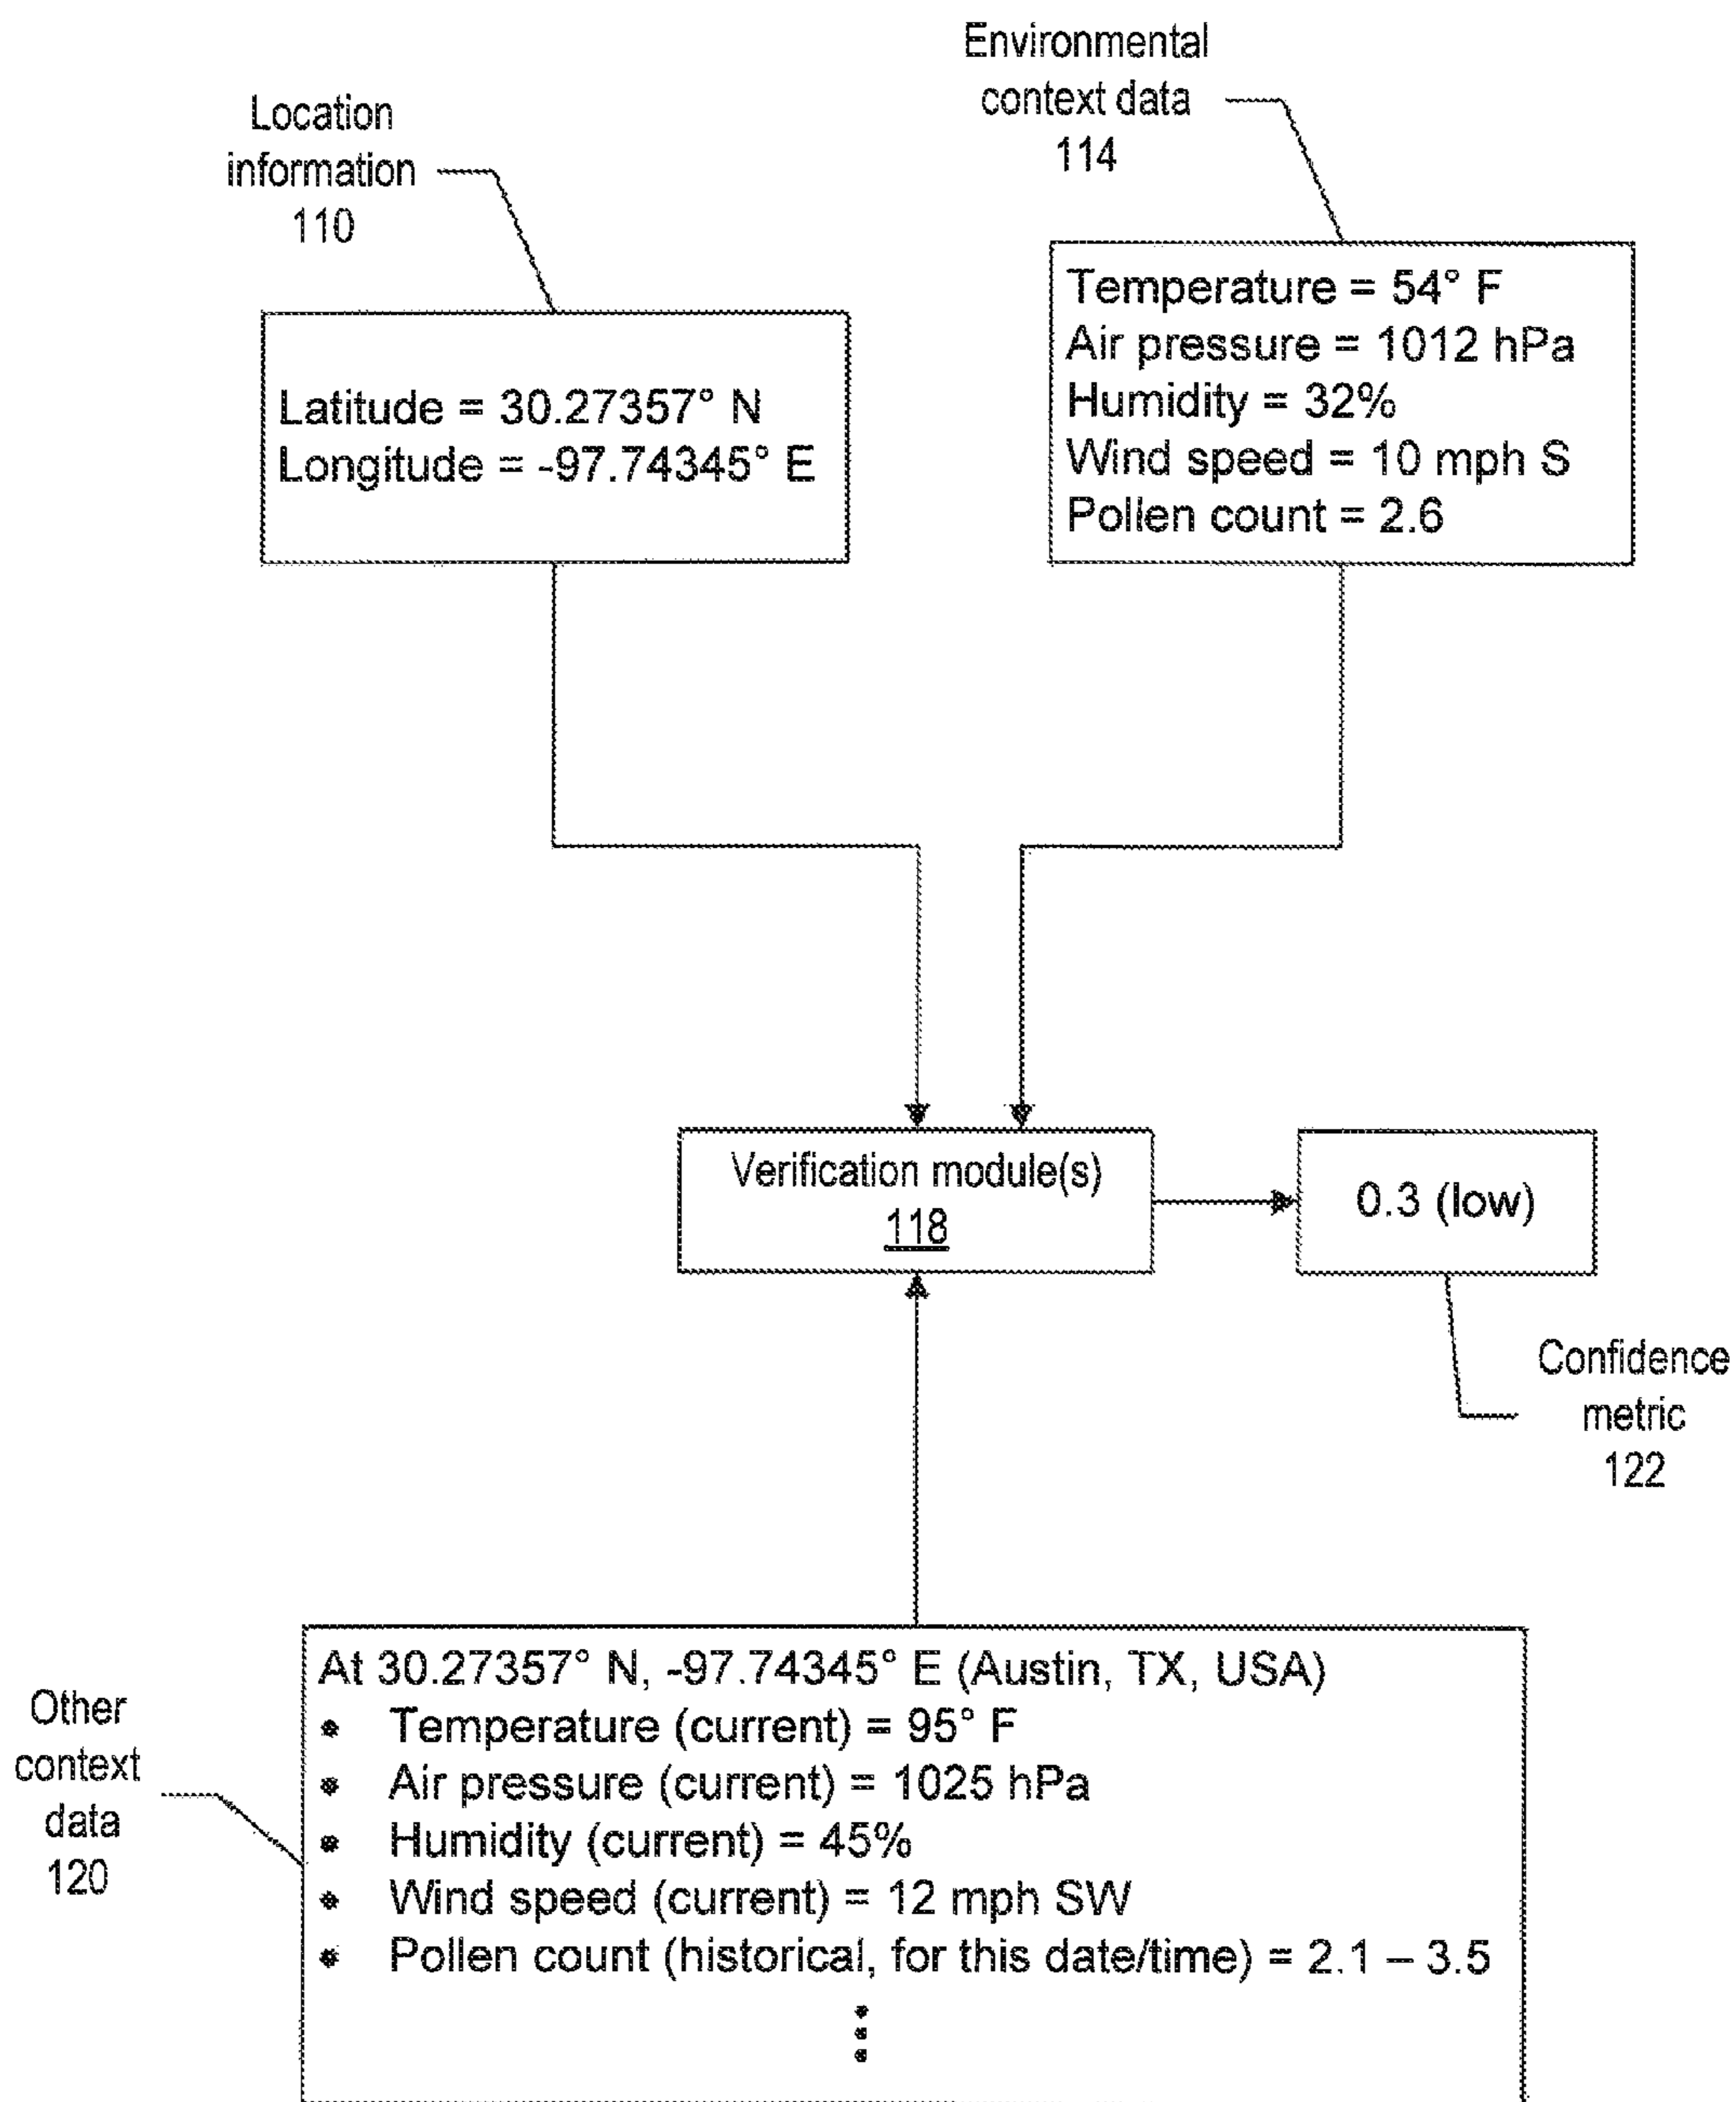 Environmental
context data
114
Location
information
110
Temperature = 54° F
Air pressure = 1012 hPa
Humidity = 32%
Wind speed = 10 mph S
Pollen count = 2.6
Latitude = 30.27357° N
Longitude = -97.74345° E
Verification module(s)
118
0.3 (low)
Confidence
metric
122
Other
context
data
120
At 30.27357° N, -97.74345° E (Austin, TX, USA)
• Temperature (current) = 95° F
• Air pressure (current) = 1025 hPa
• Humidity (current) = 45%
• Wind speed (current) = 12 mph SW
• Pollen count (historical, for this date/time) = 2.1 – 3.5